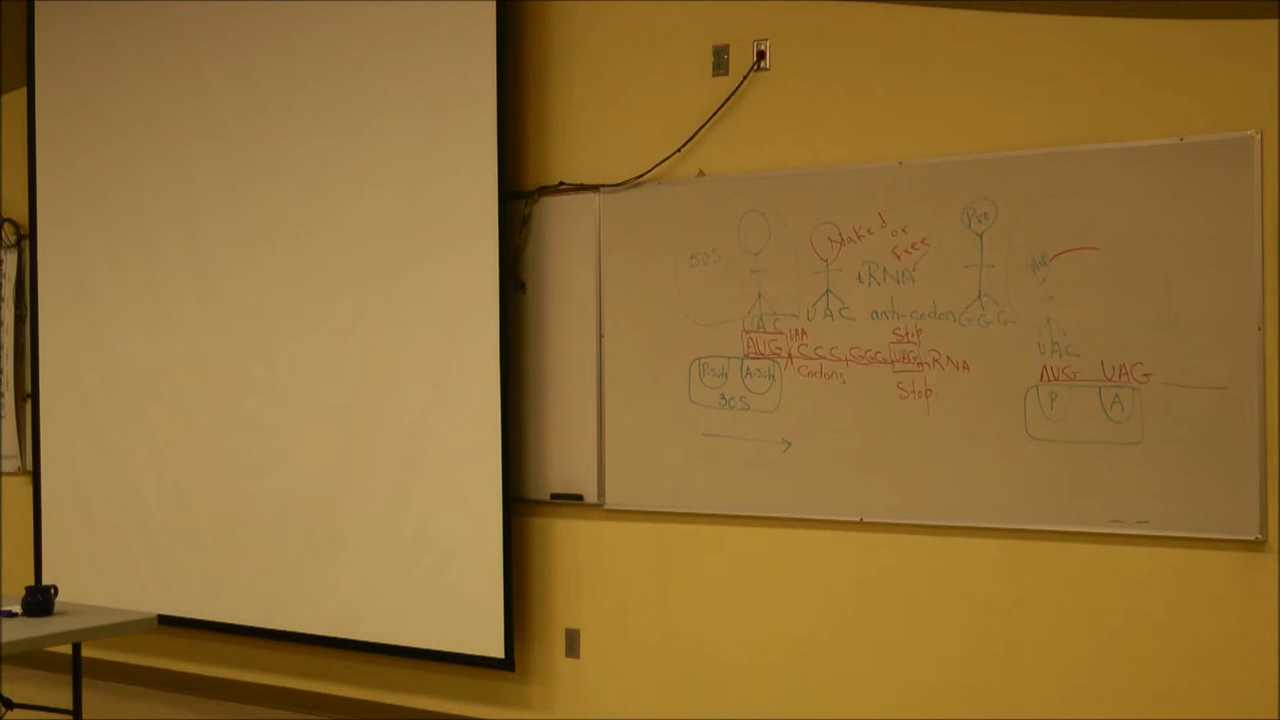 Pro
Naked or
Free
50S
tRNA
UAC
UAC
anti-codon
GGG
Stop
UAA
AUG
CCC
GGG
UAG
mRNA
Codons
Stop
P-Site
A-Site
30S
UAC
AUG UAG
P A